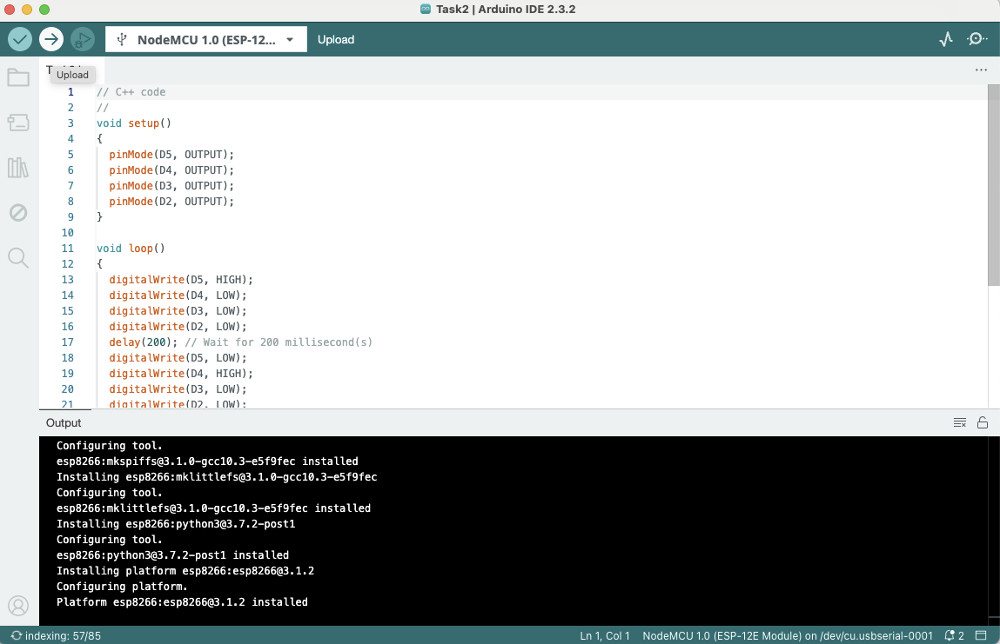 Task2 | Arduino IDE 2.3.2
NodeMCU 1.0 (ESP-12E...
Upload
Upload
1 // C++ code
2 //
3 void setup()
4 {
5 pinMode(D5, OUTPUT);
6 pinMode(D4, OUTPUT);
7 pinMode(D3, OUTPUT);
8 pinMode(D2, OUTPUT);
9 }
10
11 void loop()
12 {
13 digitalWrite(D5, HIGH);
14 digitalWrite(D4, LOW);
15 digitalWrite(D3, LOW);
16 digitalWrite(D2, LOW);
17 delay(200); // Wait for 200 millisecond(s)
18 digitalWrite(D5, LOW);
19 digitalWrite(D4, HIGH);
20 digitalWrite(D3, LOW);
21 digitalWrite(D2, LOW);
Output
Configuring tool.
esp8266:mkspiffs@3.1.0-gcc10.3-e5f9fec installed
Installing esp8266:mklittlefs@3.1.0-gcc10.3-e5f9fec
Configuring tool.
esp8266:mklittlefs@3.1.0-gcc10.3-e5f9fec installed
Installing esp8266:python3@3.7.2-post1
Configuring tool.
esp8266:python3@3.7.2-post1 installed
Installing platform esp8266:esp8266@3.1.2
Configuring platform.
Platform esp8266:esp8266@3.1.2 installed
indexing: 57/85
Ln 1, Col 1
NodeMCU 1.0 (ESP-12E Module) on /dev/cu.usbserial-0001
2